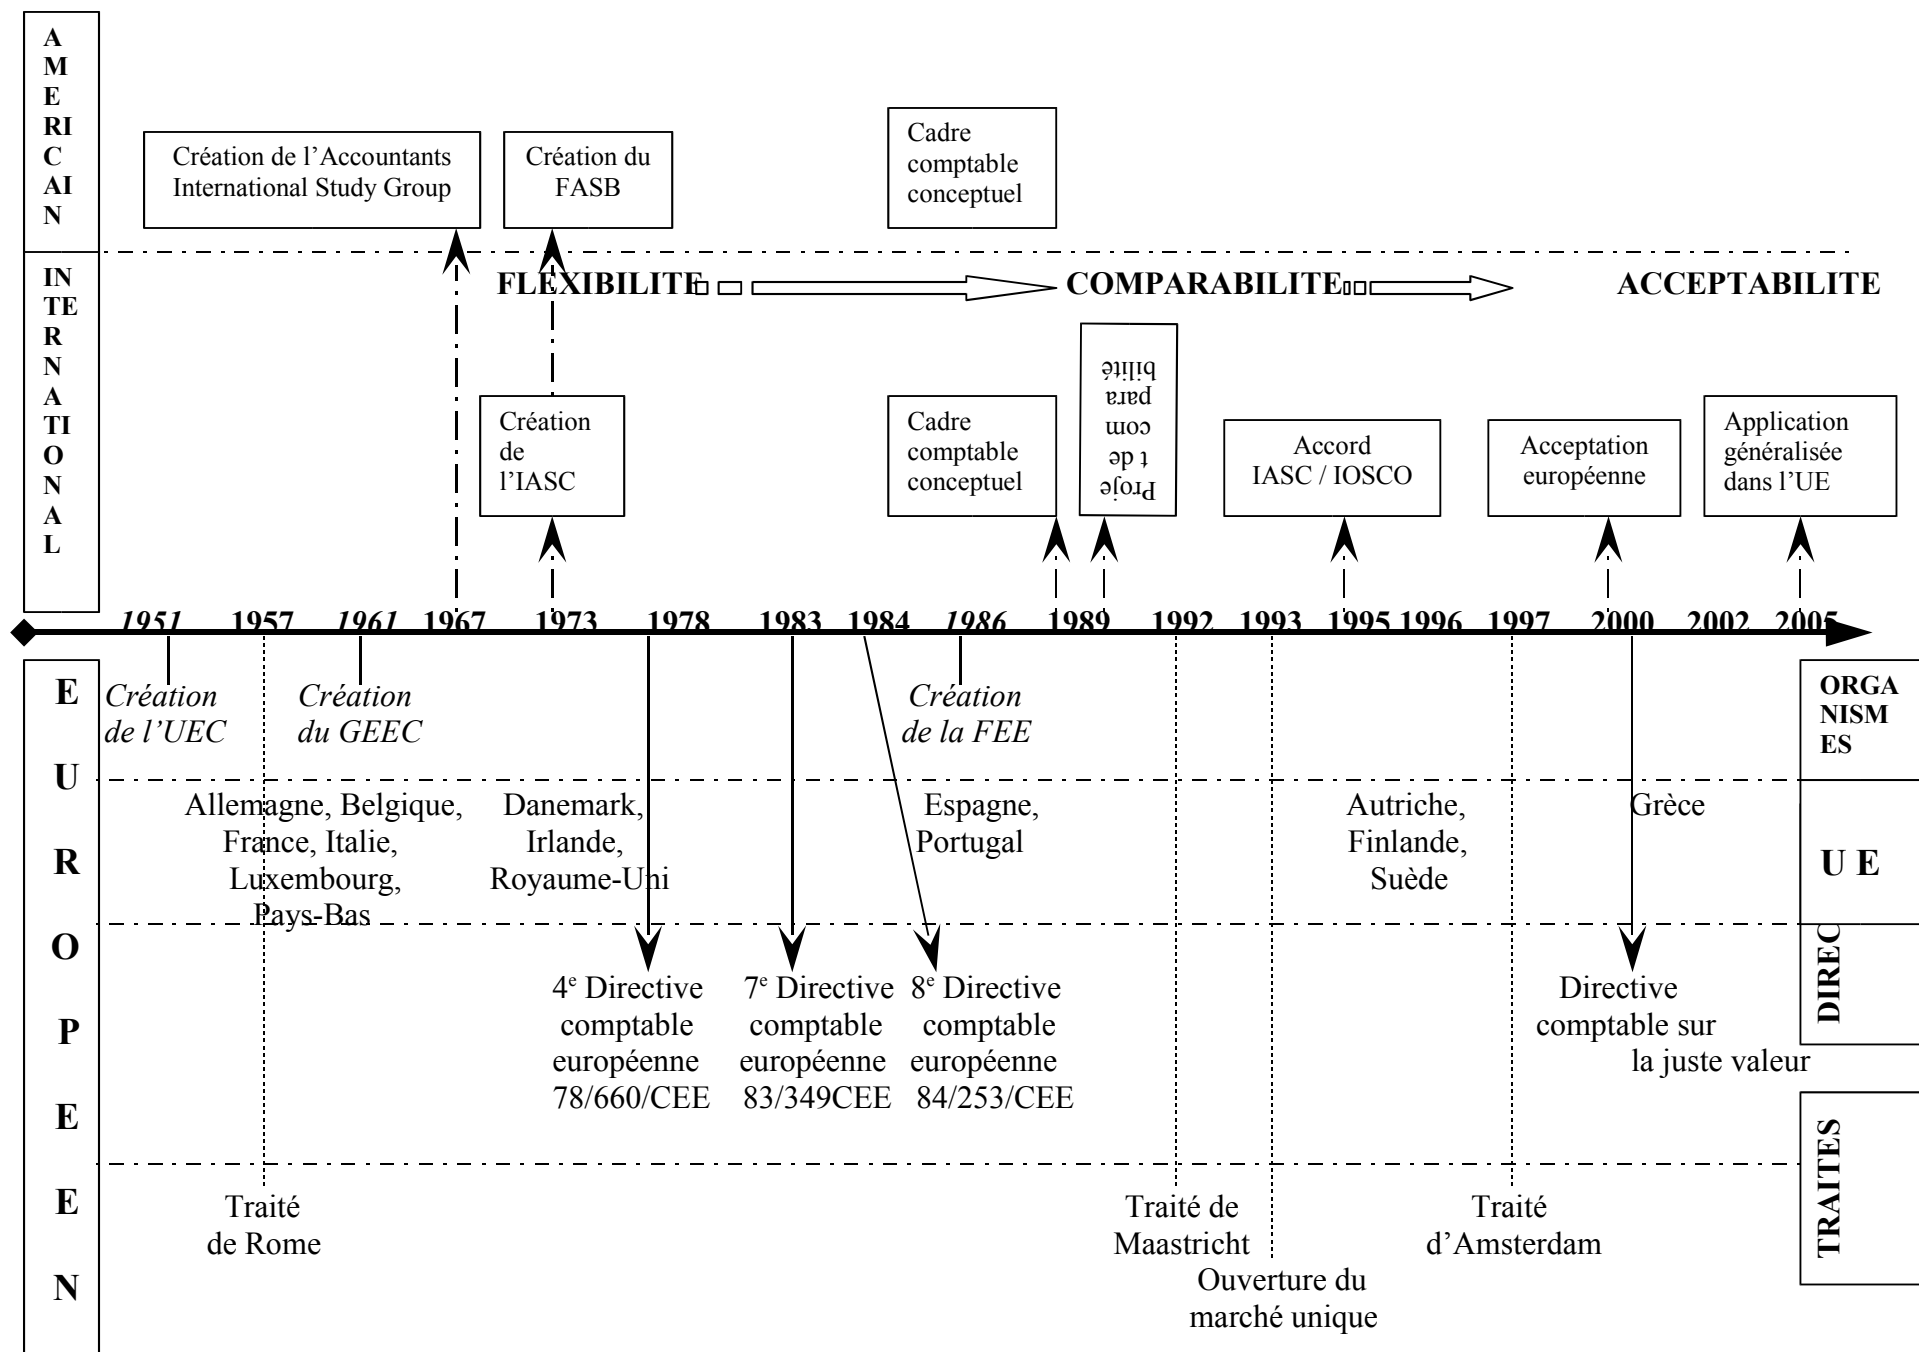 A
M
E
RI
C
AI
N
Création de l’Accountants
International Study Group
Création du
FASB
Cadre
comptable
conceptuel
IN
TE
R
N
A
TI
O
N
A
L
FLEXIBILITE
COMPARABILITE
ACCEPTABILITE
Création
de
l’IASC
Cadre
comptable
conceptuel
Proje
t de
com
para
bilité
Accord
IASC / IOSCO
Acceptation
européenne
Application
généralisée
dans l’UE
1951 1957 1961 1967 1973 1978 1983 1984 1986 1989 1992 1993 1995 1996 1997 2000 2002 2005
E
U
R
O
P
E
E
N
Création
de l’UEC
Création
du GEEC
Création
de la FEE
ORGA
NISM
ES
Allemagne, Belgique,
France, Italie,
Luxembourg,
Pays-Bas
Danemark,
Irlande,
Royaume-Uni
Espagne,
Portugal
Autriche,
Finlande,
Suède
Grèce
U E
4e Directive
comptable
européenne
78/660/CEE
7e Directive
comptable
européenne
83/349CEE
8e Directive
comptable
européenne
84/253/CEE
Directive
comptable sur
la juste valeur
DIREC
Traité
de Rome
Traité de
Maastricht
Ouverture du
marché unique
Traité
d’Amsterdam
TRAITES